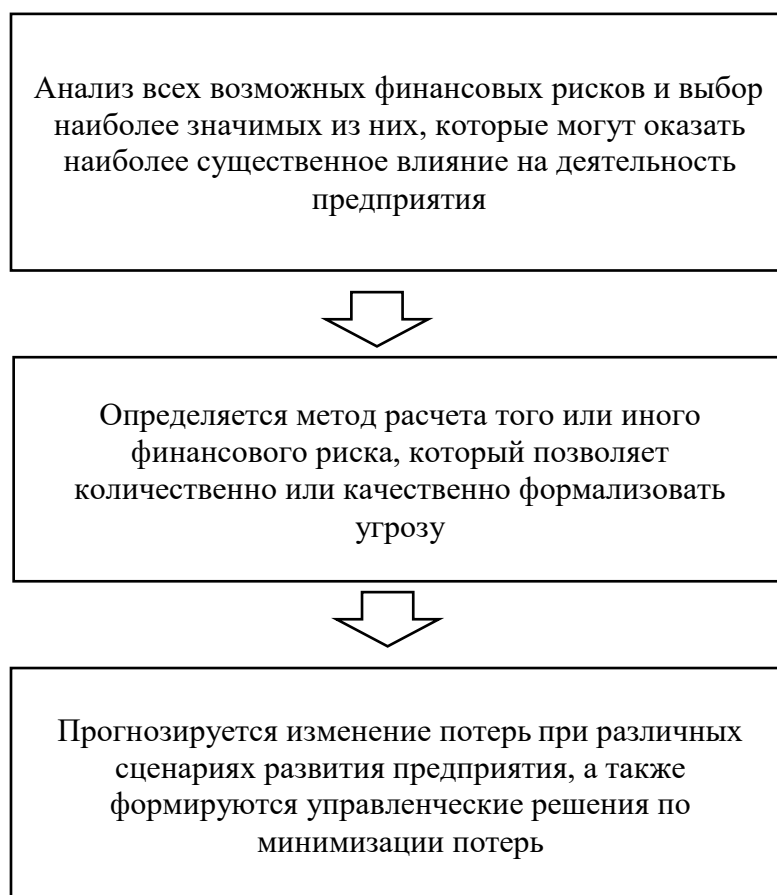 Анализ всех возможных финансовых рисков и выбор
наиболее значимых из них, которые могут оказать
наиболее существенное влияние на деятельность
предприятия
Определяется метод расчета того или иного
финансового риска, который позволяет
количественно или качественно формализовать
угрозу
Прогнозируется изменение потерь при различных
сценариях развития предприятия, а также
формируются управленческие решения по
минимизации потерь